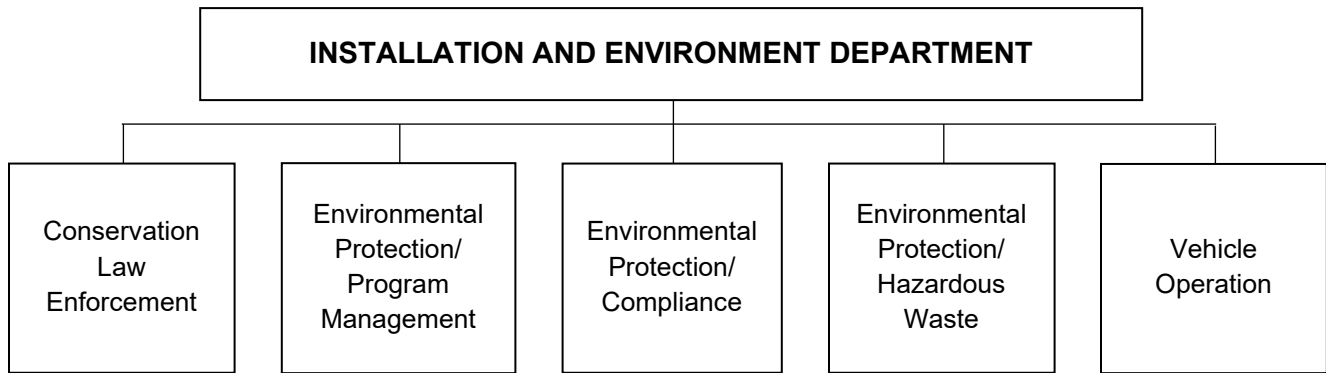 INSTALLATION AND ENVIRONMENT DEPARTMENT
Conservation
Law
Enforcement
Environmental
Protection/
Program
Management
Environmental
Protection/
Compliance
Environmental
Protection/
Hazardous
Waste
Vehicle
Operation